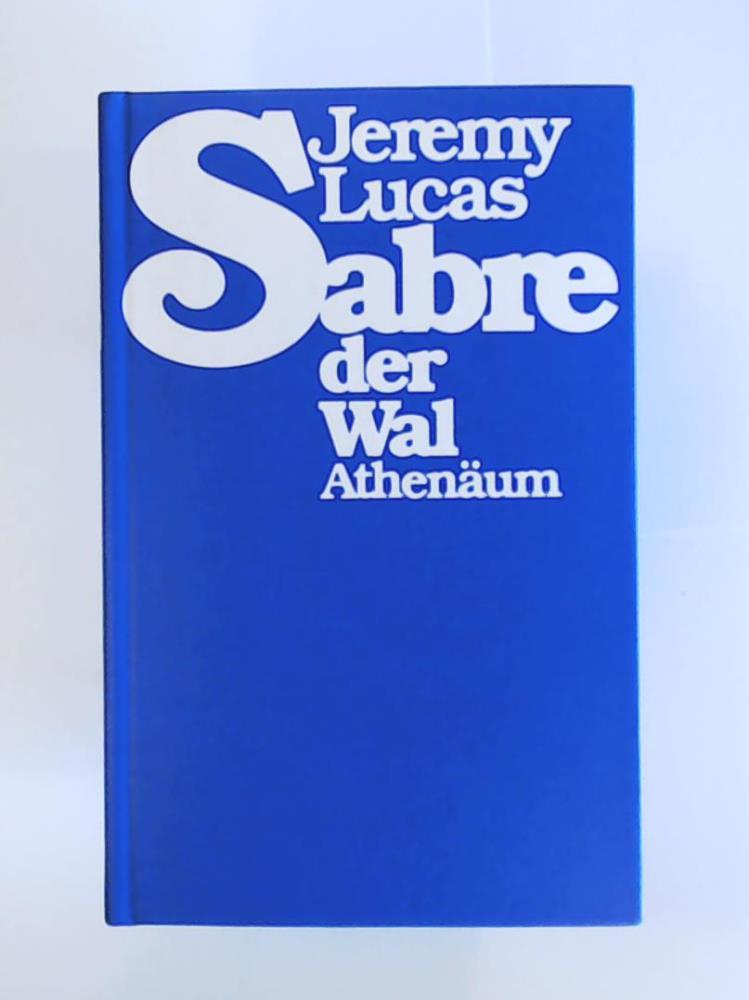 Jeremy
Lucas
Sabre
der
Wal
Athenäum